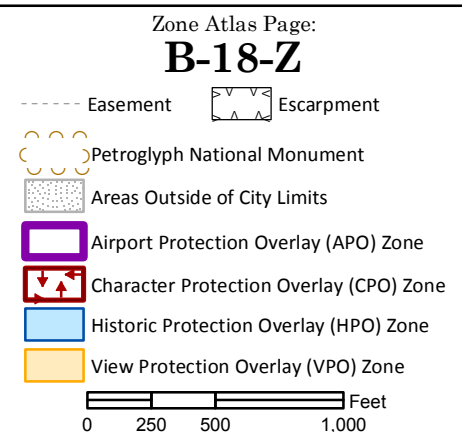 Zone Atlas Page:
B-18-Z
Easement Escarpment
Petroglyph National Monument
Areas Outside of City Limits
Airport Protection Overlay (APO) Zone
Character Protection Overlay (CPO) Zone
Historic Protection Overlay (HPO) Zone
View Protection Overlay (VPO) Zone
Feet
0 250 500 1,000